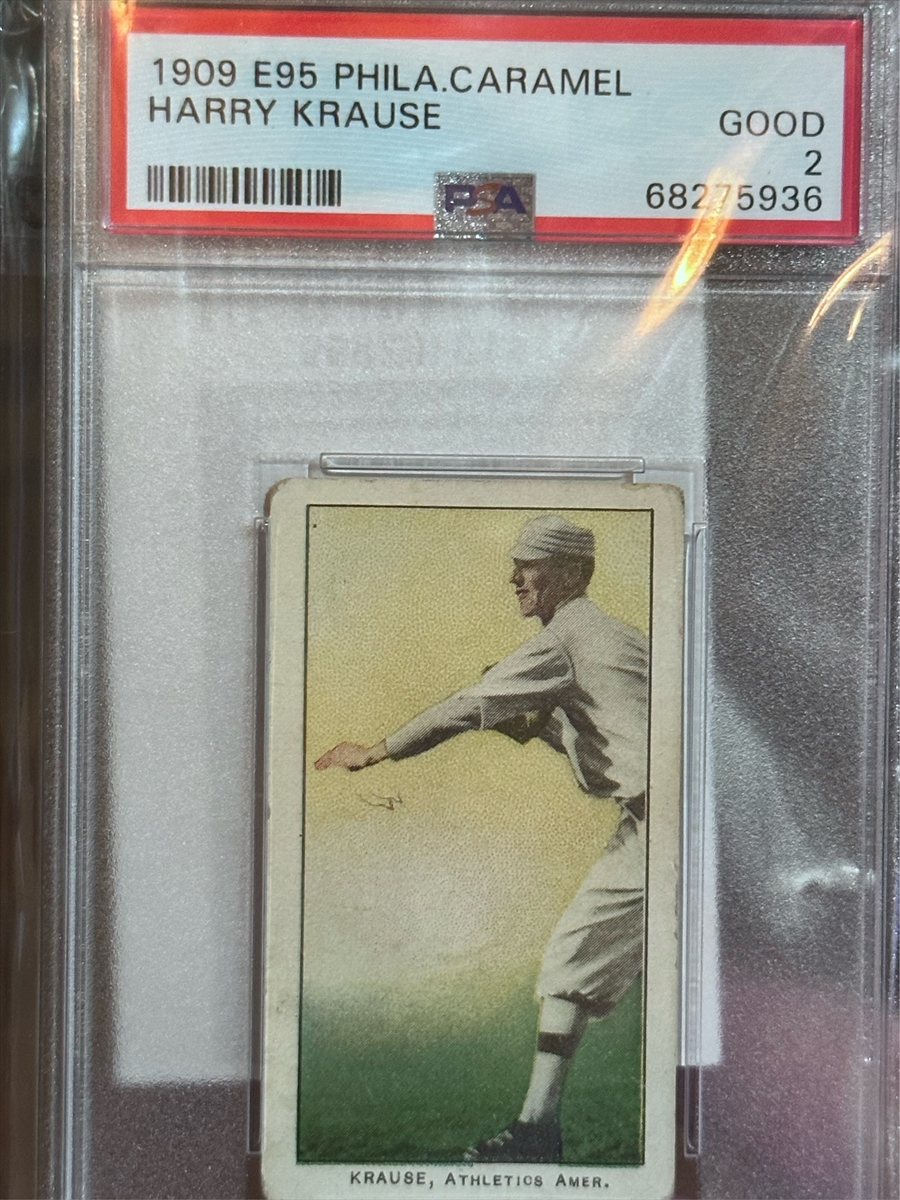 1909 E95 PHILA.CARAMEL
HARRY KRAUSE
GOOD
2
PSA
68275936
KRAUSE, ATHLETICS AMER.